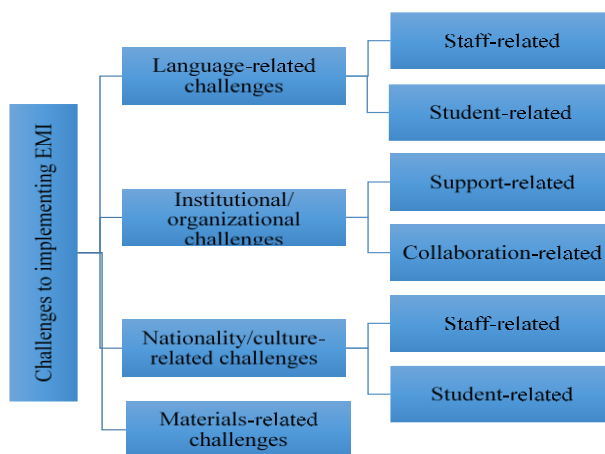 Challenges to implementing EMI
Language-related
challenges
Staff-related
Student-related
Institutional/
organizational
challenges
Support-related
Collaboration-related
Nationality/culture-
related challenges
Staff-related
Student-related
Materials-related
challenges